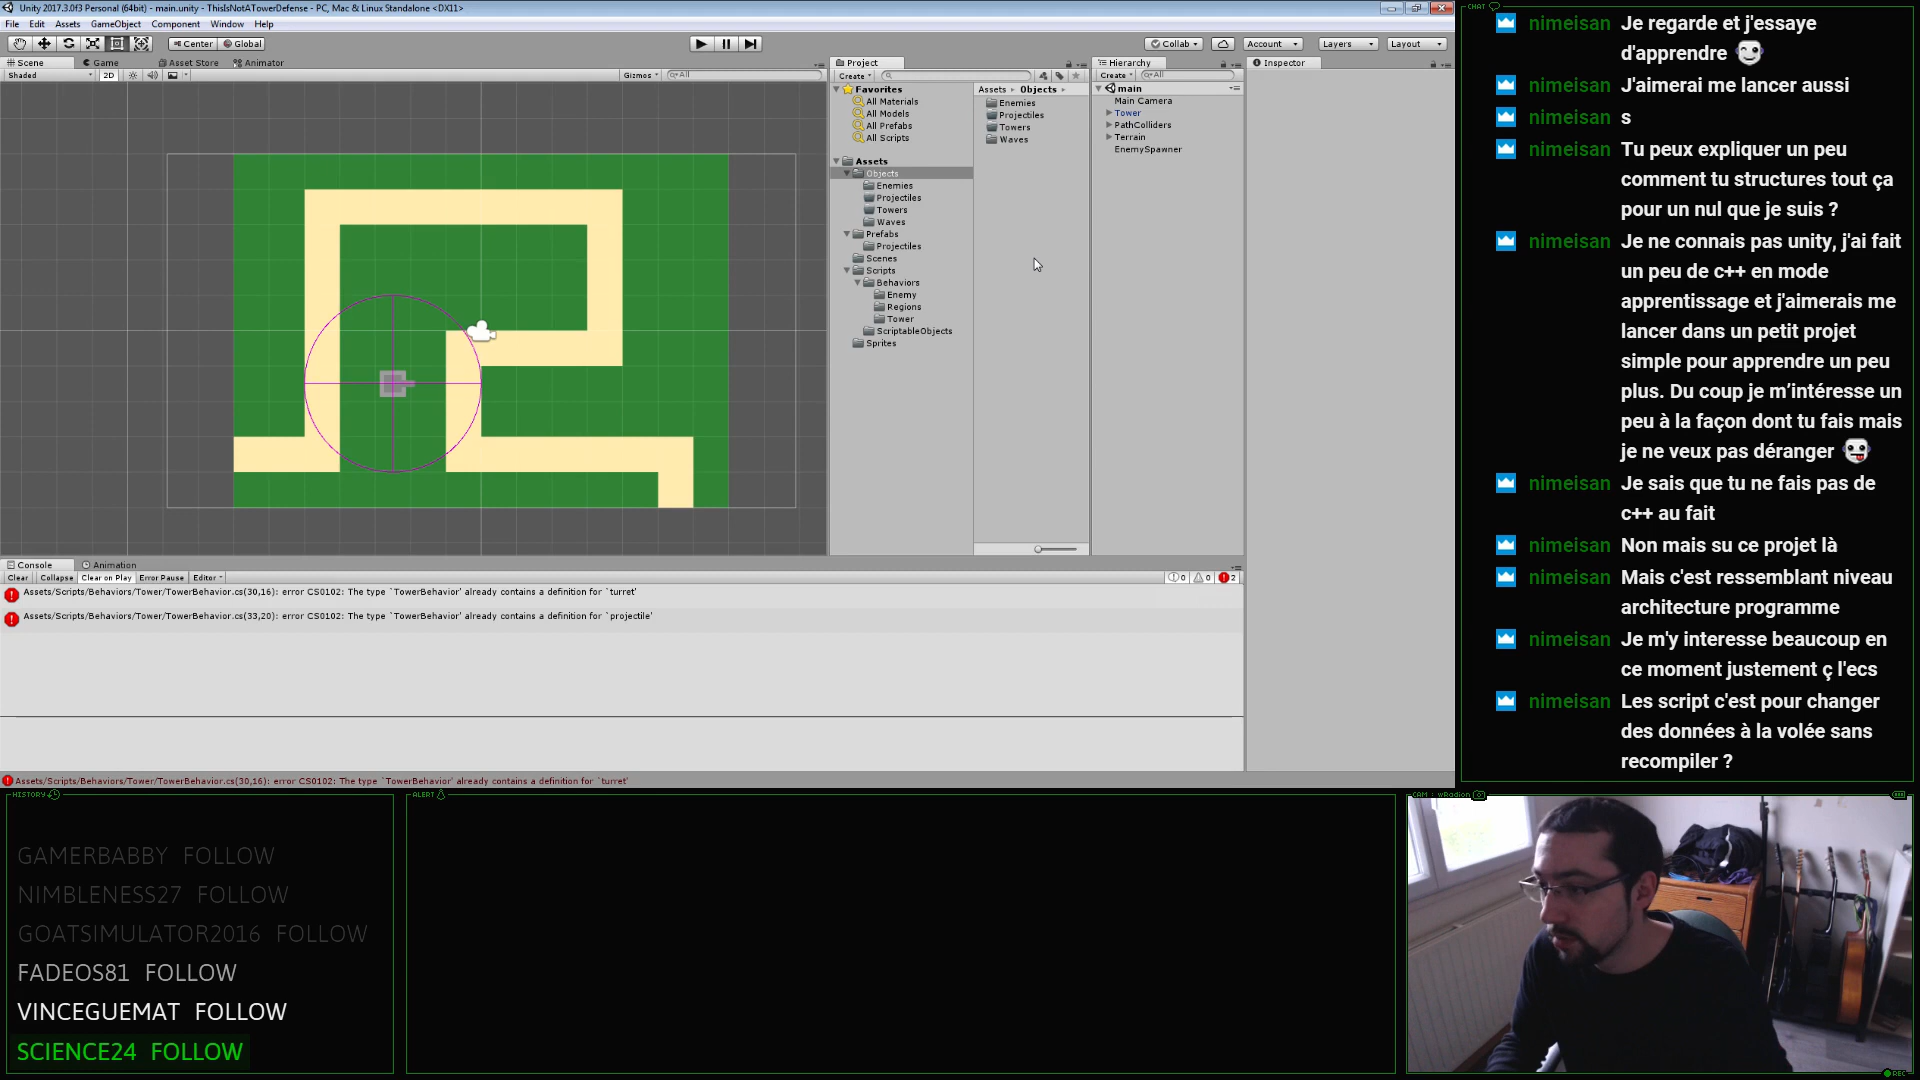 Unity 2017.3.0f3 Personal (64bit) - main.unity - ThisIsNotATowerDefense - PC, Mac & Linux Standalone <DX11>
File Edit Assets GameObject Component Window Help
Center Global
Collab Account Layers Layout
Scene Game Asset Store Animator
Shaded 2D Gizmos All
Project
Create
Favorites
All Materials
All Models
All Prefabs
All Scripts
Assets
Objects
Enemies
Projectiles
Towers
Waves
Prefabs
Projectiles
Scenes
Scripts
Behaviors
Enemy
Regions
Tower
ScriptableObjects
Sprites
Assets Objects
Enemies
Projectiles
Towers
Waves
Hierarchy
Create All
main
Main Camera
Tower
PathColliders
Terrain
EnemySpawner
Inspector
Console Animation
Clear Collapse Clear on Play Error Pause Editor 0 0 2
Assets/Scripts/Behaviors/Tower/TowerBehavior.cs(30,16): error CS0102: The type `TowerBehavior' already contains a definition for `turret'
Assets/Scripts/Behaviors/Tower/TowerBehavior.cs(33,20): error CS0102: The type `TowerBehavior' already contains a definition for `projectile'
Assets/Scripts/Behaviors/Tower/TowerBehavior.cs(30,16): error CS0102: The type `TowerBehavior' already contains a definition for `turret'
CHAT
nimeisan Je regarde et j'essaye
d'apprendre
nimeisan J'aimerai me lancer aussi
nimeisan s
nimeisan Tu peux expliquer un peu
comment tu structures tout ça
pour un nul que je suis ?
nimeisan Je ne connais pas unity, j'ai fait
un peu de c++ en mode
apprentissage et j'aimerais me
lancer dans un petit projet
simple pour apprendre un peu
plus. Du coup je m'intéresse un
peu à la façon dont tu fais mais
je ne veux pas déranger
nimeisan Je sais que tu ne fais pas de
c++ au fait
nimeisan Non mais su ce projet là
nimeisan Mais c'est ressemblant niveau
architecture programme
nimeisan Je m'y interesse beaucoup en
ce moment justement ç l'ecs
nimeisan Les script c'est pour changer
des données à la volée sans
recompiler ?
HISTORY
GAMERBABBY FOLLOW
NIMBLENESS27 FOLLOW
GOATSIMULATOR2016 FOLLOW
FADEOS81 FOLLOW
VINCEGUEMAT FOLLOW
SCIENCE24 FOLLOW
ALERT
CAM : wRadion
REC